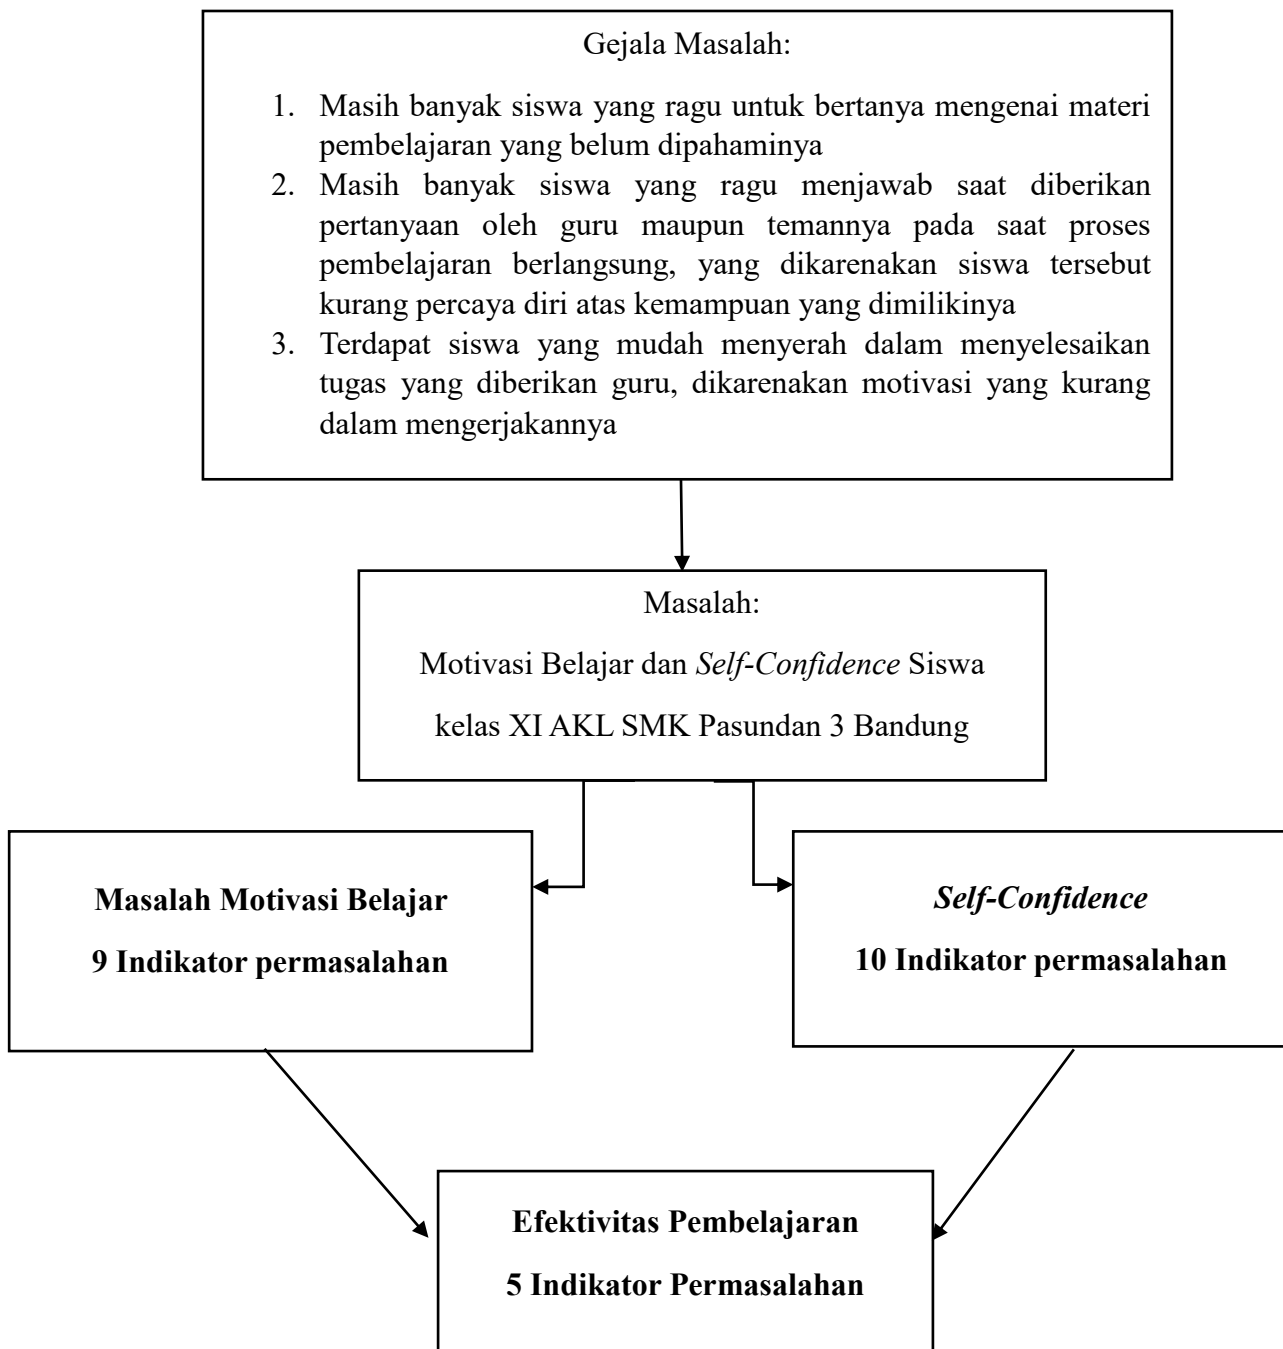 Gejala Masalah:
1. Masih banyak siswa yang ragu untuk bertanya mengenai materi
pembelajaran yang belum dipahaminya
2. Masih banyak siswa yang ragu menjawab saat diberikan
pertanyaan oleh guru maupun temannya pada saat proses
pembelajaran berlangsung, yang dikarenakan siswa tersebut
kurang percaya diri atas kemampuan yang dimilikinya
3. Terdapat siswa yang mudah menyerah dalam menyelesaikan
tugas yang diberikan guru, dikarenakan motivasi yang kurang
dalam mengerjakannya
Masalah:
Motivasi Belajar dan Self-Confidence Siswa
kelas XI AKL SMK Pasundan 3 Bandung
Masalah Motivasi Belajar
9 Indikator permasalahan
Self-Confidence
10 Indikator permasalahan
Efektivitas Pembelajaran
5 Indikator Permasalahan